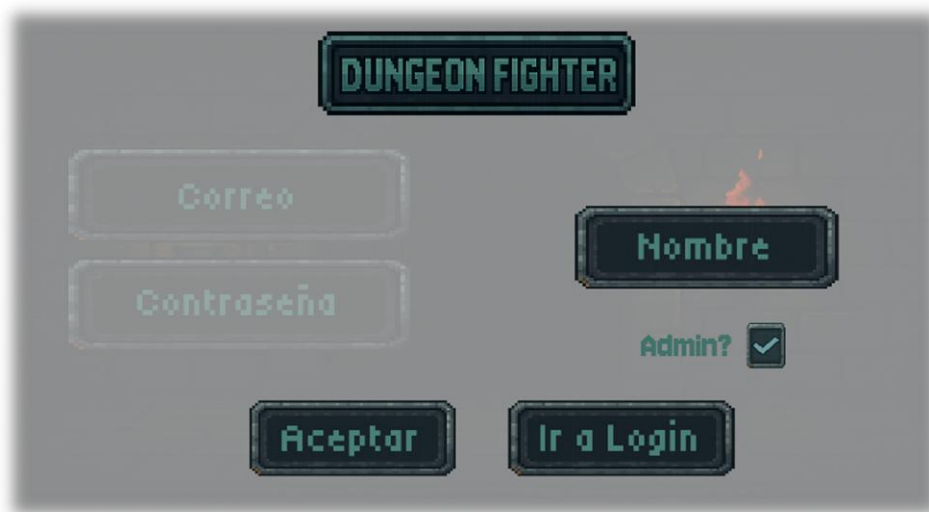 DUNGEON FIGHTER
Correo
Contraseña
Nombre
Admin?
Aceptar
Ir a Login